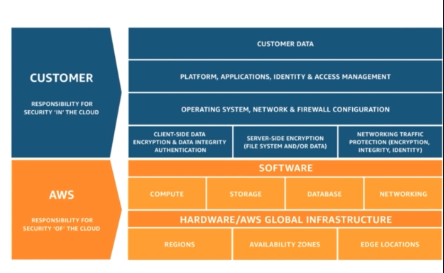 CUSTOMER
RESPONSIBILITY FOR
SECURITY 'IN' THE CLOUD
CUSTOMER DATA
PLATFORM, APPLICATIONS, IDENTITY & ACCESS MANAGEMENT
OPERATING SYSTEM, NETWORK & FIREWALL CONFIGURATION
CLIENT-SIDE DATA
ENCRYPTION & DATA INTEGRITY
AUTHENTICATION
SERVER-SIDE ENCRYPTION
(FILE SYSTEM AND/OR DATA)
NETWORKING TRAFFIC
PROTECTION (ENCRYPTION,
INTEGRITY, IDENTITY)
AWS
RESPONSIBILITY FOR
SECURITY 'OF' THE CLOUD
SOFTWARE
COMPUTE
STORAGE
DATABASE
NETWORKING
HARDWARE/AWS GLOBAL INFRASTRUCTURE
REGIONS
AVAILABILITY ZONES
EDGE LOCATIONS